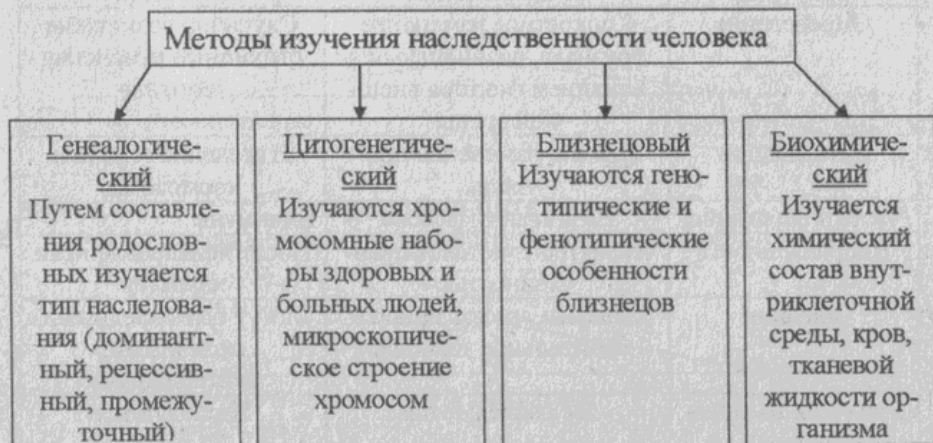 Методы изучения наследственности человека
Генеалогиче-
ский
Путем составле-
ния родослов-
ных изучается
тип наследова-
ния (доминант-
ный, рецессив-
ный, промежу-
точный)
Цитогенетический
Изучаются хро-
мосомные набо-
ры здоровых и
больных людей,
микроскопиче-
ское строение
хромосом
Близнецовый
Изучаются гено-
типические и
фенотипические
особенности
близнецов
Биохимиче-
ский
Изучается
химический
состав внут-
риклеточной
среды, кров,
тканевой
жидкости ор-
ганизма